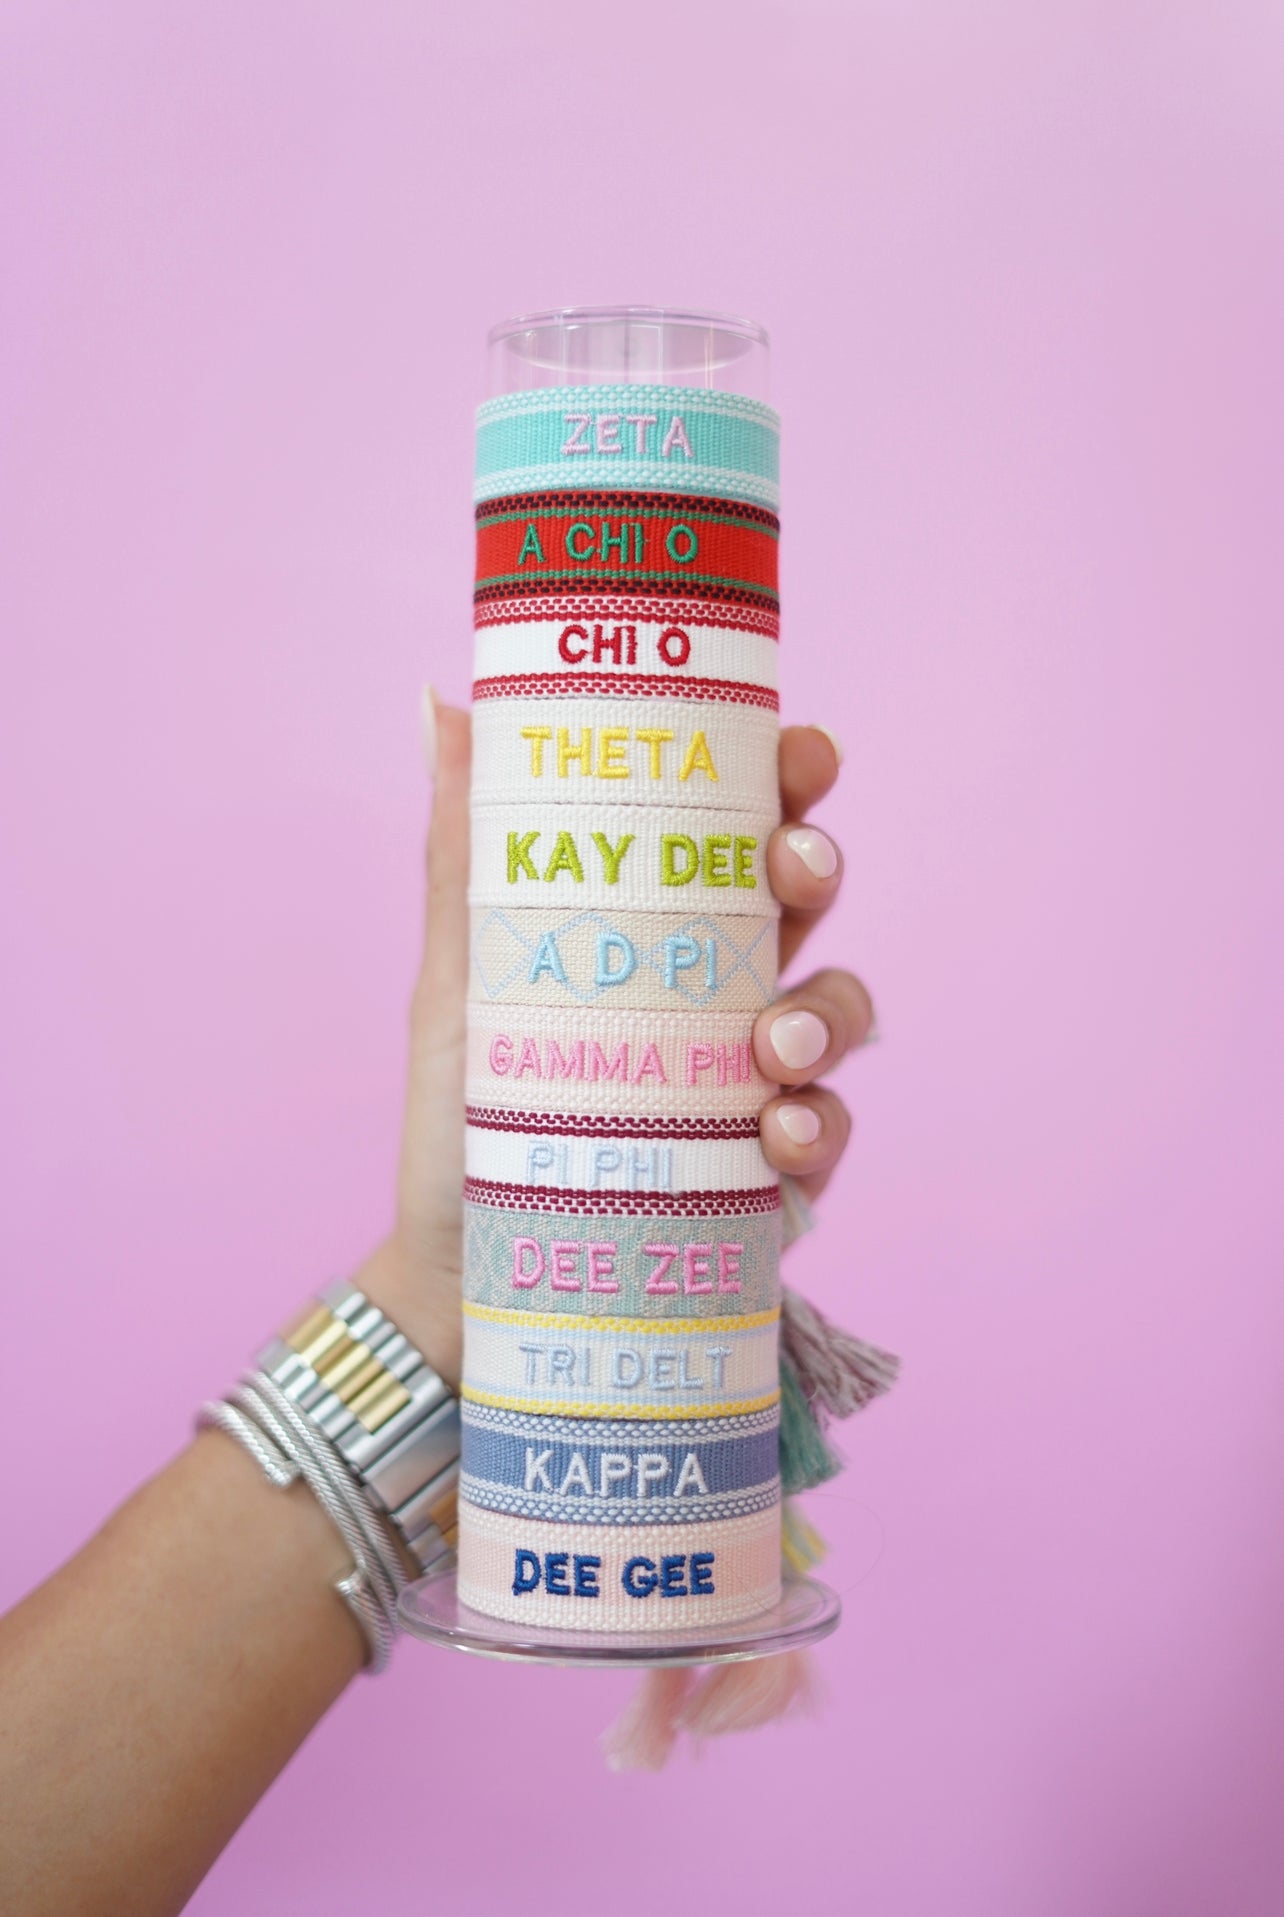 ZETA
A CHI O
CHI O
THETA
KAY DEE
A D PI
GAMMA PHI
PI PHI
DEE ZEE
TRI DELT
KAPPA
DEE GEE